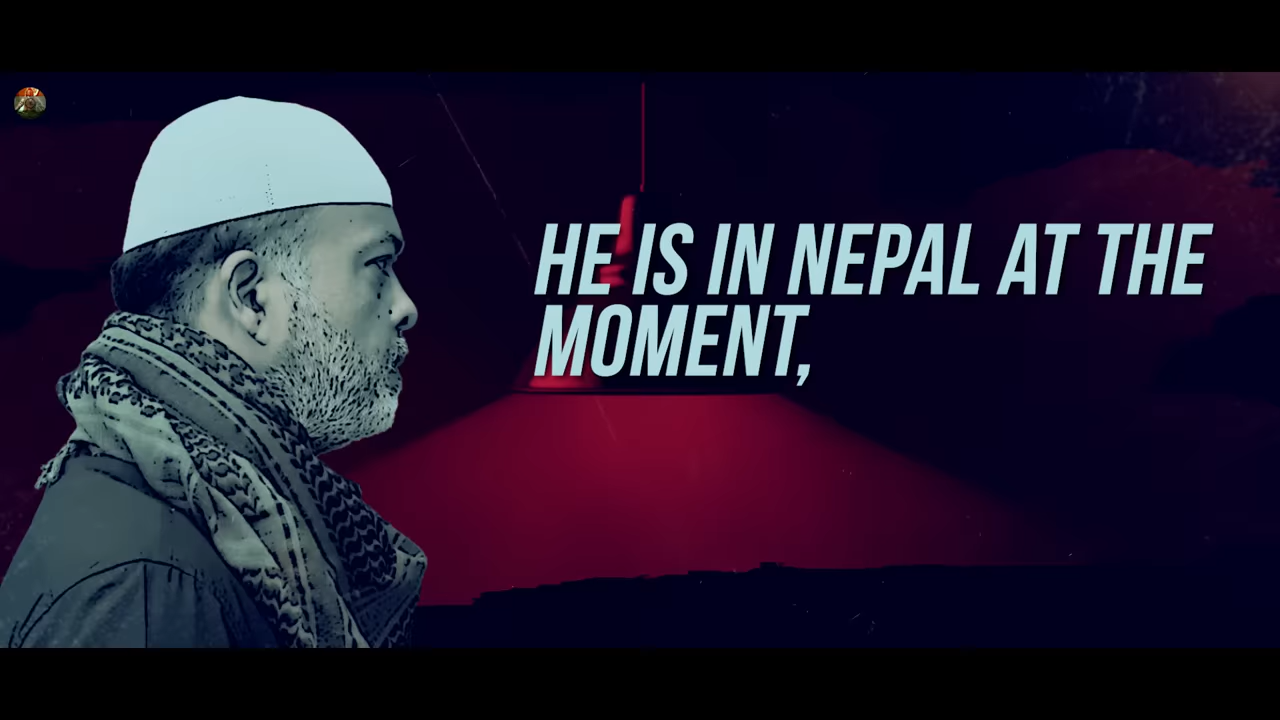 HE IS IN NEPAL AT THE
MOMENT,